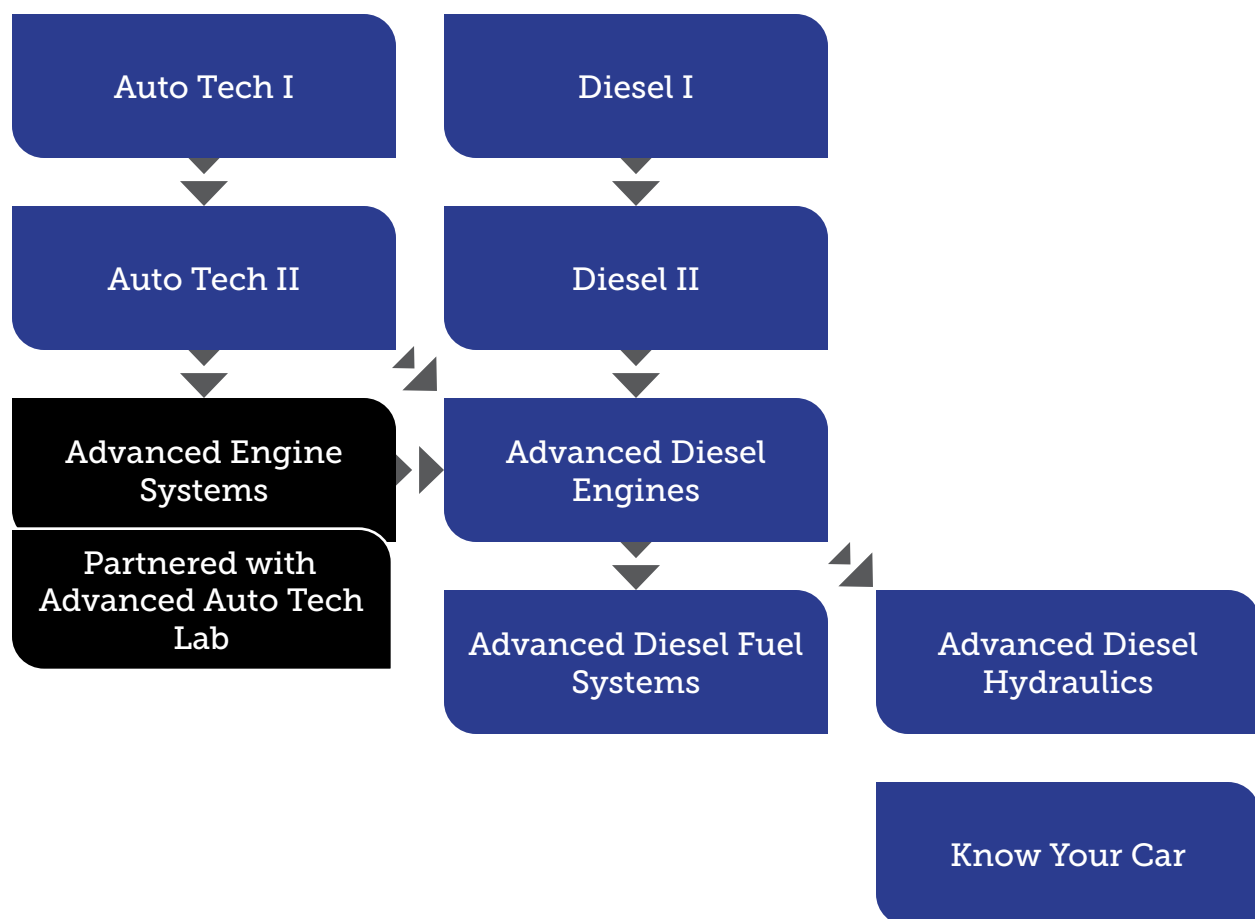 Auto Tech I
Diesel I
Auto Tech II
Diesel II
Advanced Engine
Systems
Advanced Diesel
Engines
Partnered with
Advanced Auto Tech
Lab
Advanced Diesel Fuel
Systems
Advanced Diesel
Hydraulics
Know Your Car